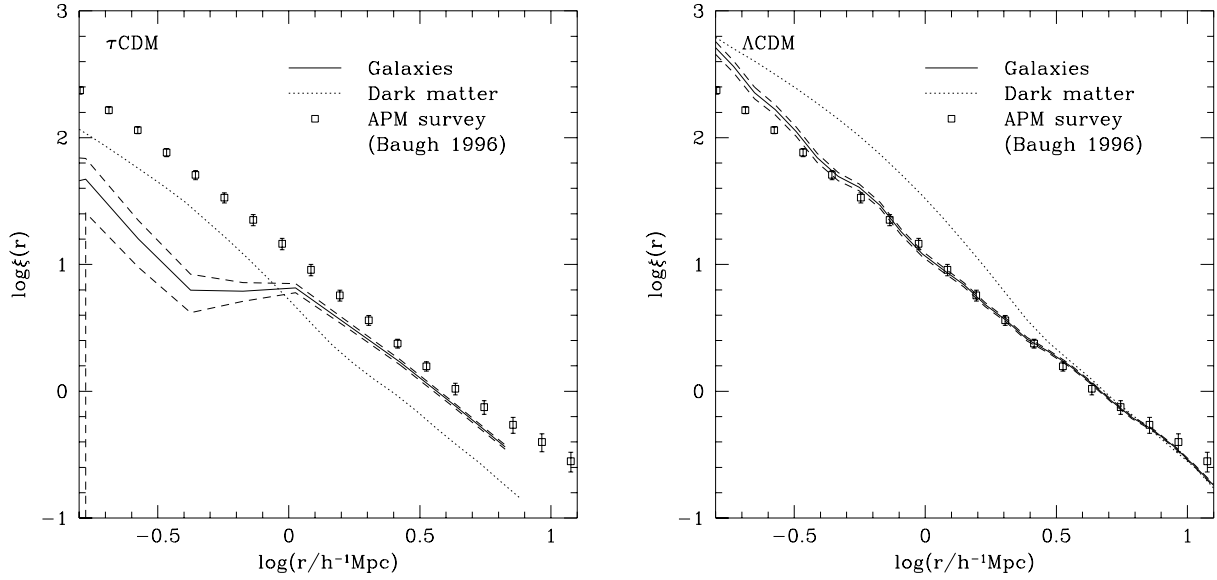 τCDM
Galaxies
Dark matter
APM survey
(Baugh 1996)
3
2
1
0
−1
logξ(r)
−0.5
0
0.5
1
log(r/h⁻¹Mpc)
ΛCDM
Galaxies
Dark matter
APM survey
(Baugh 1996)
3
2
1
0
−1
logξ(r)
−0.5
0
0.5
1
log(r/h⁻¹Mpc)